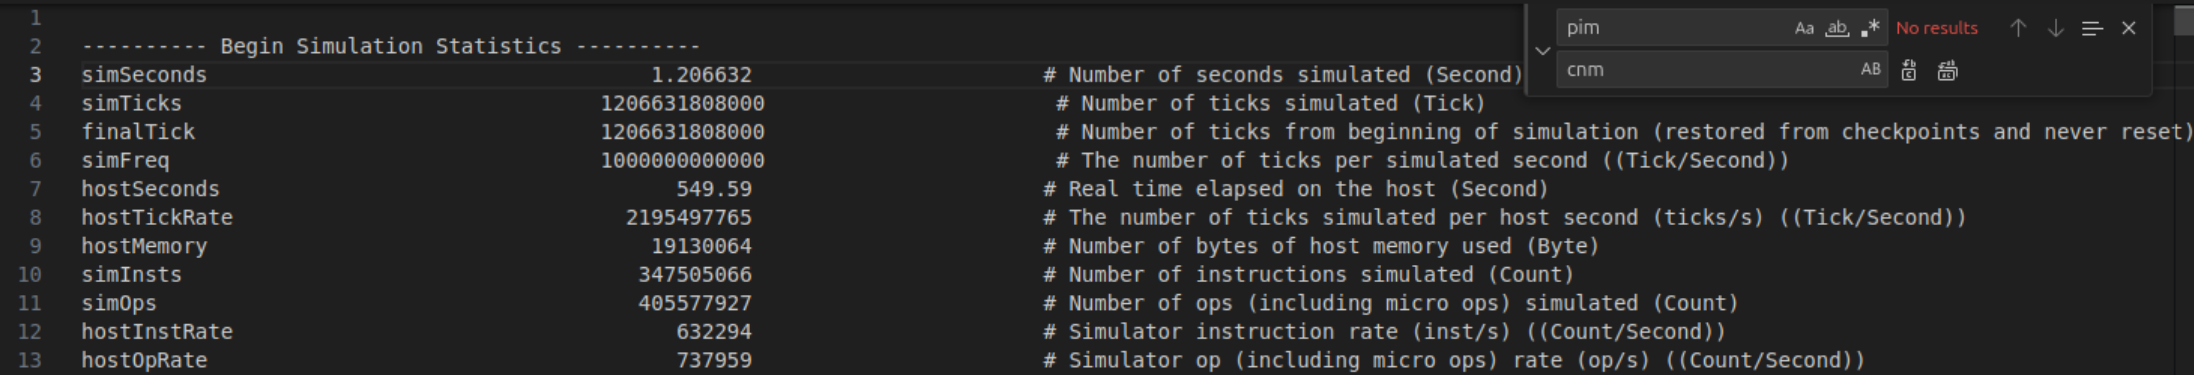 1
2 ---------- Begin Simulation Statistics ----------
3 simSeconds 1.206632 # Number of seconds simulated (Second)
4 simTicks 1206631808000 # Number of ticks simulated (Tick)
5 finalTick 1206631808000 # Number of ticks from beginning of simulation (restored from checkpoints and never reset)
6 simFreq 1000000000000 # The number of ticks per simulated second ((Tick/Second))
7 hostSeconds 549.59 # Real time elapsed on the host (Second)
8 hostTickRate 2195497765 # The number of ticks simulated per host second (ticks/s) ((Tick/Second))
9 hostMemory 19130064 # Number of bytes of host memory used (Byte)
10 simInsts 347505066 # Number of instructions simulated (Count)
11 simOps 405577927 # Number of ops (including micro ops) simulated (Count)
12 hostInstRate 632294 # Simulator instruction rate (inst/s) ((Count/Second))
13 hostOpRate 737959 # Simulator op (including micro ops) rate (op/s) ((Count/Second))
pim Aa ab .* No results
cnm AB